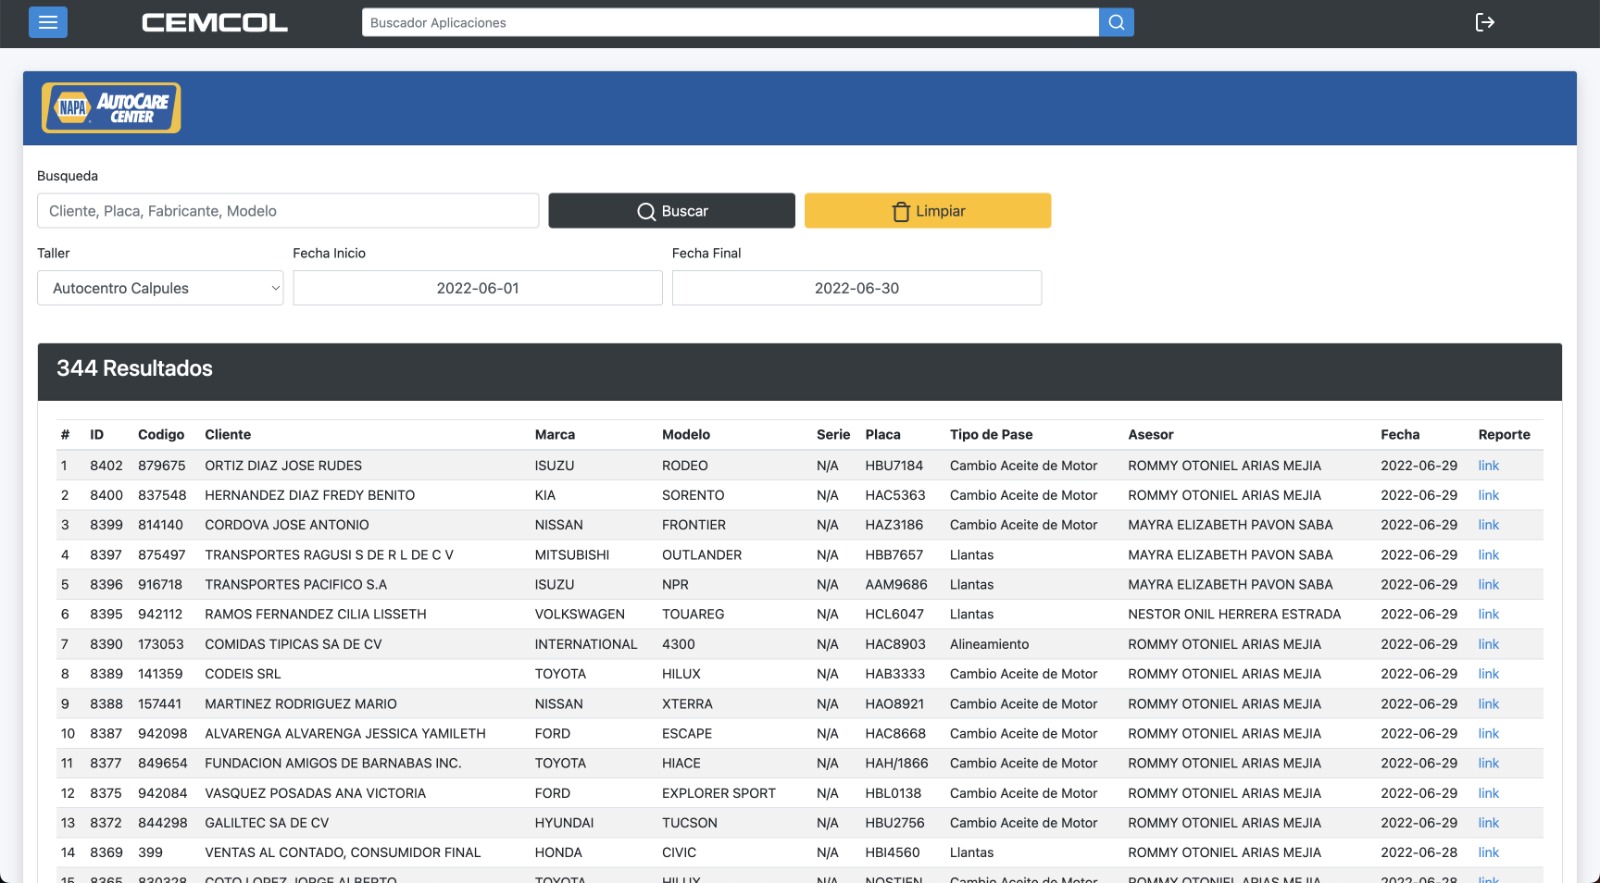 CEMCOL
Buscador Aplicaciones
NAPA AUTOCARE CENTER
Busqueda
Cliente, Placa, Fabricante, Modelo
Buscar
Limpiar
Taller
Fecha Inicio
Fecha Final
Autocentro Calpules
2022-06-01
2022-06-30
344 Resultados
# ID Codigo Cliente Marca Modelo Serie Placa Tipo de Pase Asesor Fecha Reporte
1 8402 879675 ORTIZ DIAZ JOSE RUDES ISUZU RODEO N/A HBU7184 Cambio Aceite de Motor ROMMY OTONIEL ARIAS MEJIA 2022-06-29 link
2 8400 837548 HERNANDEZ DIAZ FREDY BENITO KIA SORENTO N/A HAC5363 Cambio Aceite de Motor ROMMY OTONIEL ARIAS MEJIA 2022-06-29 link
3 8399 814140 CORDOVA JOSE ANTONIO NISSAN FRONTIER N/A HAZ3186 Cambio Aceite de Motor MAYRA ELIZABETH PAVON SABA 2022-06-29 link
4 8397 875497 TRANSPORTES RAGUSI S DE R L DE C V MITSUBISHI OUTLANDER N/A HBB7657 Llantas MAYRA ELIZABETH PAVON SABA 2022-06-29 link
5 8396 916718 TRANSPORTES PACIFICO S.A ISUZU NPR N/A AAM9686 Llantas MAYRA ELIZABETH PAVON SABA 2022-06-29 link
6 8395 942112 RAMOS FERNANDEZ CILIA LISSETH VOLKSWAGEN TOUAREG N/A HCL6047 Llantas NESTOR ONIL HERRERA ESTRADA 2022-06-29 link
7 8390 173053 COMIDAS TIPICAS SA DE CV INTERNATIONAL 4300 N/A HAC8903 Alineamiento ROMMY OTONIEL ARIAS MEJIA 2022-06-29 link
8 8389 141359 CODEIS SRL TOYOTA HILUX N/A HAB3333 Cambio Aceite de Motor ROMMY OTONIEL ARIAS MEJIA 2022-06-29 link
9 8388 157441 MARTINEZ RODRIGUEZ MARIO NISSAN XTERRA N/A HAO8921 Cambio Aceite de Motor ROMMY OTONIEL ARIAS MEJIA 2022-06-29 link
10 8387 942098 ALVARENGA ALVARENGA JESSICA YAMILETH FORD ESCAPE N/A HAC8668 Cambio Aceite de Motor ROMMY OTONIEL ARIAS MEJIA 2022-06-29 link
11 8377 849654 FUNDACION AMIGOS DE BARNABAS INC. TOYOTA HIACE N/A HAH/1866 Cambio Aceite de Motor ROMMY OTONIEL ARIAS MEJIA 2022-06-29 link
12 8375 942084 VASQUEZ POSADAS ANA VICTORIA FORD EXPLORER SPORT N/A HBL0138 Cambio Aceite de Motor ROMMY OTONIEL ARIAS MEJIA 2022-06-29 link
13 8372 844298 GALILTEC SA DE CV HYUNDAI TUCSON N/A HBU2756 Cambio Aceite de Motor ROMMY OTONIEL ARIAS MEJIA 2022-06-29 link
14 8369 399 VENTAS AL CONTADO, CONSUMIDOR FINAL HONDA CIVIC N/A HBI4560 Llantas ROMMY OTONIEL ARIAS MEJIA 2022-06-28 link
15 8365 830328 COTO LOPEZ JORGE ALBERTO TOYOTA HILUX N/A NOSTIEN Cambio Aceite de Motor ROMMY OTONIEL ARIAS MEJIA 2022-06-28 link